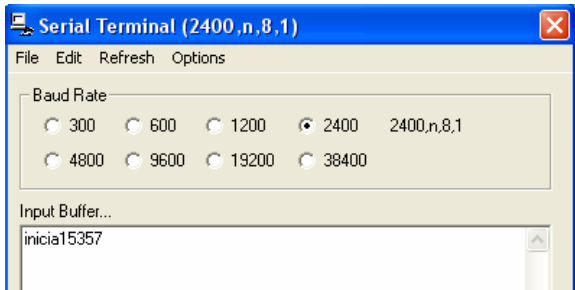 Serial Terminal (2400,n,8,1)
File Edit Refresh Options
Baud Rate
300 600 1200 2400 2400,n,8,1
4800 9600 19200 38400
Input Buffer...
inicia15357